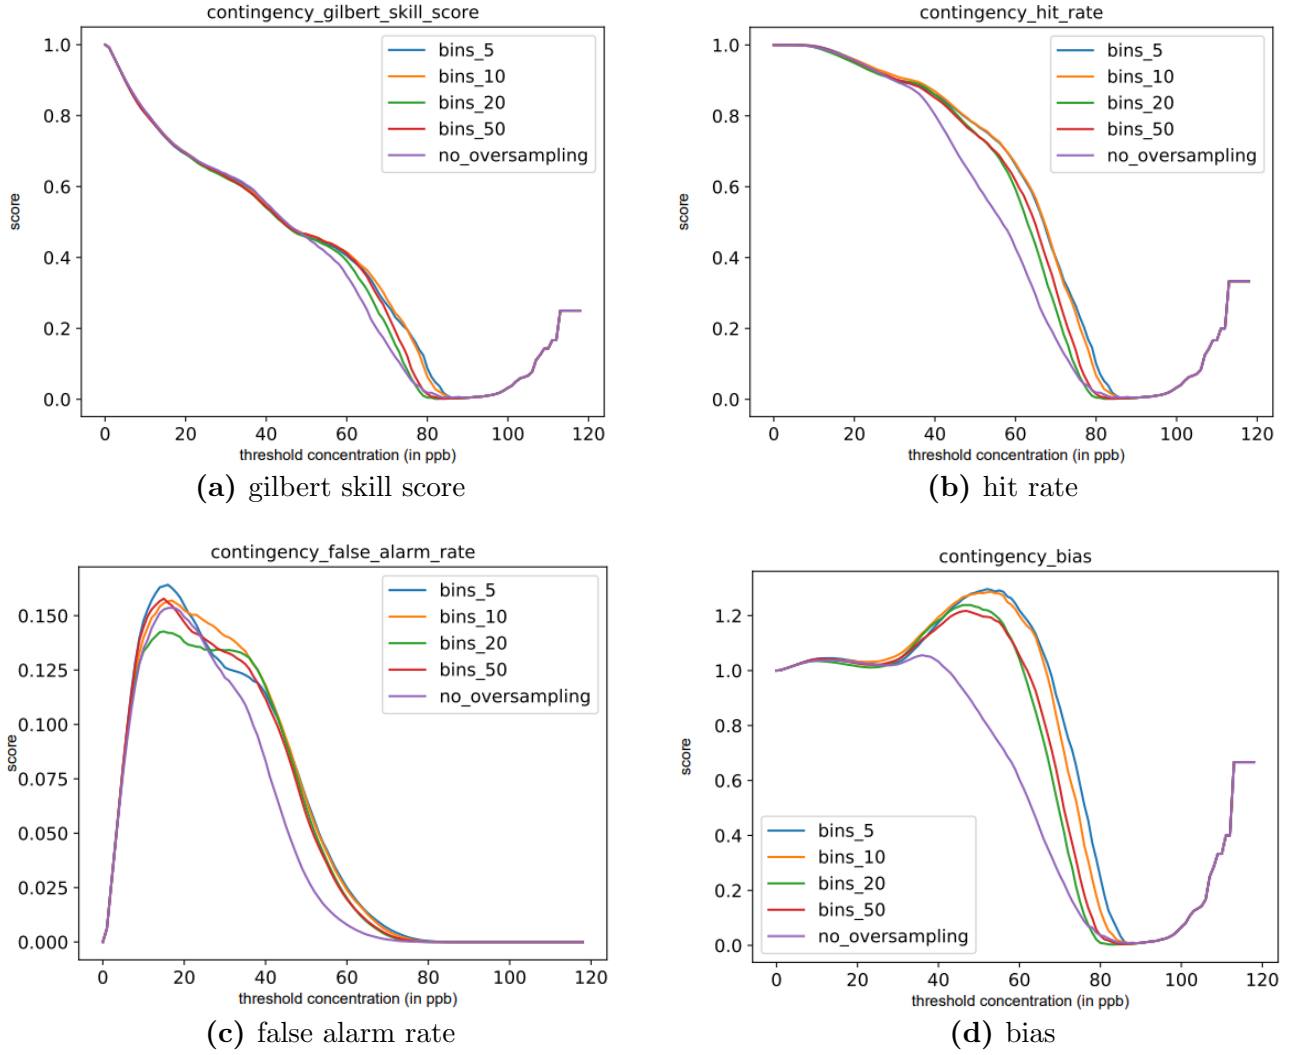 contingency_gilbert_skill_score
1.0
0.8
0.6
0.4
0.2
0.0
score
bins_5
bins_10
bins_20
bins_50
no_oversampling
0 20 40 60 80 100 120
threshold concentration (in ppb)
(a) gilbert skill score
contingency_hit_rate
1.0
0.8
0.6
0.4
0.2
0.0
score
bins_5
bins_10
bins_20
bins_50
no_oversampling
0 20 40 60 80 100 120
threshold concentration (in ppb)
(b) hit rate
contingency_false_alarm_rate
0.150
0.125
0.100
0.075
0.050
0.025
0.000
score
bins_5
bins_10
bins_20
bins_50
no_oversampling
0 20 40 60 80 100 120
threshold concentration (in ppb)
(c) false alarm rate
contingency_bias
1.2
1.0
0.8
0.6
0.4
0.2
0.0
score
bins_5
bins_10
bins_20
bins_50
no_oversampling
0 20 40 60 80 100 120
threshold concentration (in ppb)
(d) bias